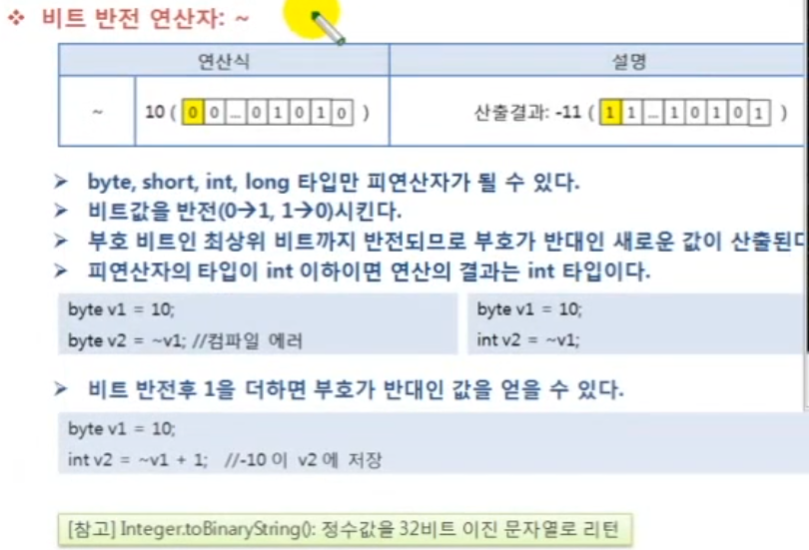 ❖ 비트 반전 연산자: ~
연산식 설명
~ 10 ( 0 0 ... 0 1 0 1 0 ) 산출결과: -11 ( 1 1 ... 1 0 1 0 1 )
➢ byte, short, int, long 타입만 피연산자가 될 수 있다.
➢ 비트값을 반전(0→1, 1→0)시킨다.
➢ 부호 비트인 최상위 비트까지 반전되므로 부호가 반대인 새로운 값이 산출된다
➢ 피연산자의 타입이 int 이하이면 연산의 결과는 int 타입이다.
byte v1 = 10; byte v1 = 10;
byte v2 = ~v1; //컴파일 에러 int v2 = ~v1;
➢ 비트 반전후 1을 더하면 부호가 반대인 값을 얻을 수 있다.
byte v1 = 10;
int v2 = ~v1 + 1; //-10 이 v2 에 저장
[참고] Integer.toBinaryString(): 정수값을 32비트 이진 문자열로 리턴